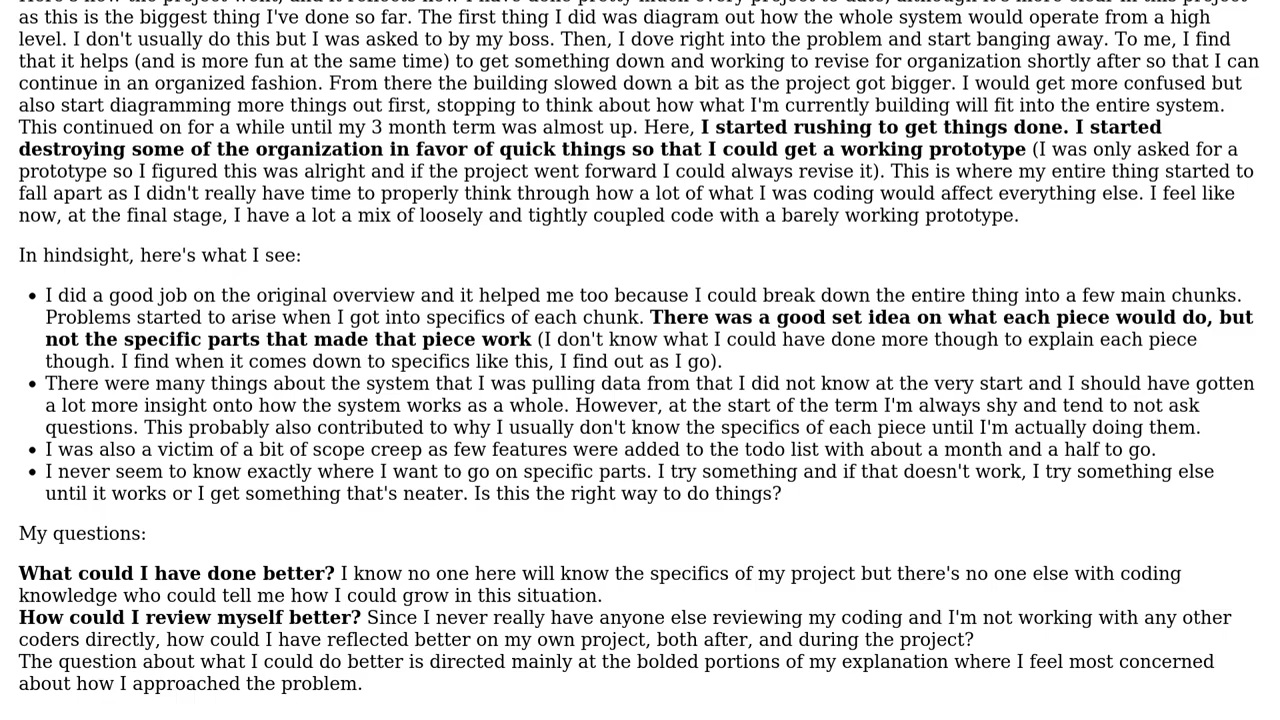 as this is the biggest thing I've done so far. The first thing I did was diagram out how the whole system would operate from a high
level. I don't usually do this but I was asked to by my boss. Then, I dove right into the problem and start banging away. To me, I find
that it helps (and is more fun at the same time) to get something down and working to revise for organization shortly after so that I can
continue in an organized fashion. From there the building slowed down a bit as the project got bigger. I would get more confused but
also start diagramming more things out first, stopping to think about how what I'm currently building will fit into the entire system.
This continued on for a while until my 3 month term was almost up. Here, I started rushing to get things done. I started
destroying some of the organization in favor of quick things so that I could get a working prototype (I was only asked for a
prototype so I figured this was alright and if the project went forward I could always revise it). This is where my entire thing started to
fall apart as I didn't really have time to properly think through how a lot of what I was coding would affect everything else. I feel like
now, at the final stage, I have a lot a mix of loosely and tightly coupled code with a barely working prototype.
In hindsight, here's what I see:
• I did a good job on the original overview and it helped me too because I could break down the entire thing into a few main chunks.
Problems started to arise when I got into specifics of each chunk. There was a good set idea on what each piece would do, but
not the specific parts that made that piece work (I don't know what I could have done more though to explain each piece
though. I find when it comes down to specifics like this, I find out as I go).
• There were many things about the system that I was pulling data from that I did not know at the very start and I should have gotten
a lot more insight onto how the system works as a whole. However, at the start of the term I'm always shy and tend to not ask
questions. This probably also contributed to why I usually don't know the specifics of each piece until I'm actually doing them.
• I was also a victim of a bit of scope creep as few features were added to the todo list with about a month and a half to go.
• I never seem to know exactly where I want to go on specific parts. I try something and if that doesn't work, I try something else
until it works or I get something that's neater. Is this the right way to do things?
My questions:
What could I have done better? I know no one here will know the specifics of my project but there's no one else with coding
knowledge who could tell me how I could grow in this situation.
How could I review myself better? Since I never really have anyone else reviewing my coding and I'm not working with any other
coders directly, how could I have reflected better on my own project, both after, and during the project?
The question about what I could do better is directed mainly at the bolded portions of my explanation where I feel most concerned
about how I approached the problem.